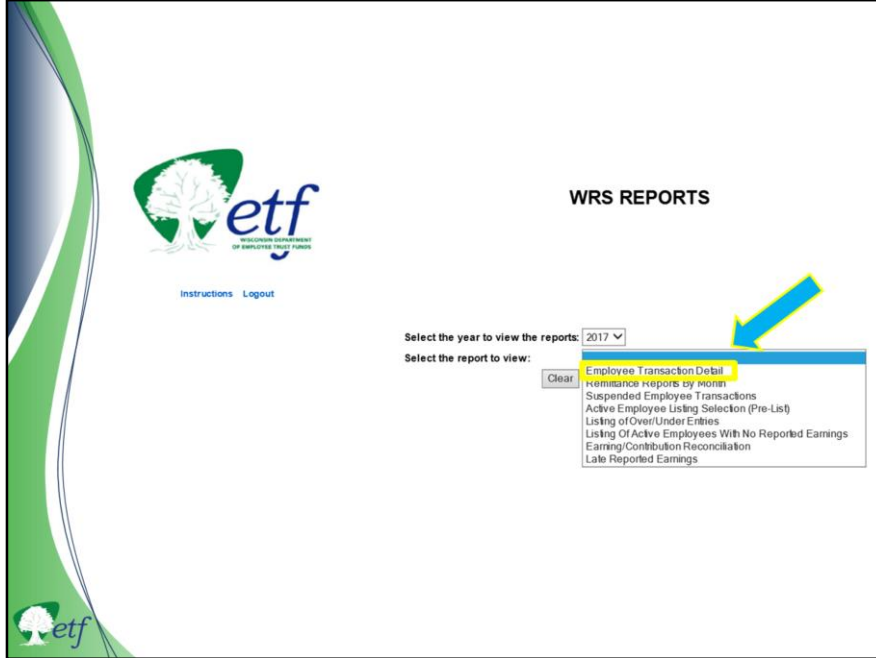 WRS REPORTS
etf
WISCONSIN DEPARTMENT
OF EMPLOYEE TRUST FUNDS
Instructions Logout
Select the year to view the reports: 2017
Select the report to view:
Clear
Employee Transaction Detail
Remittance Reports By Month
Suspended Employee Transactions
Active Employee Listing Selection (Pre-List)
Listing of Over/Under Entries
Listing Of Active Employees With No Reported Earnings
Earning/Contribution Reconciliation
Late Reported Earnings
etf